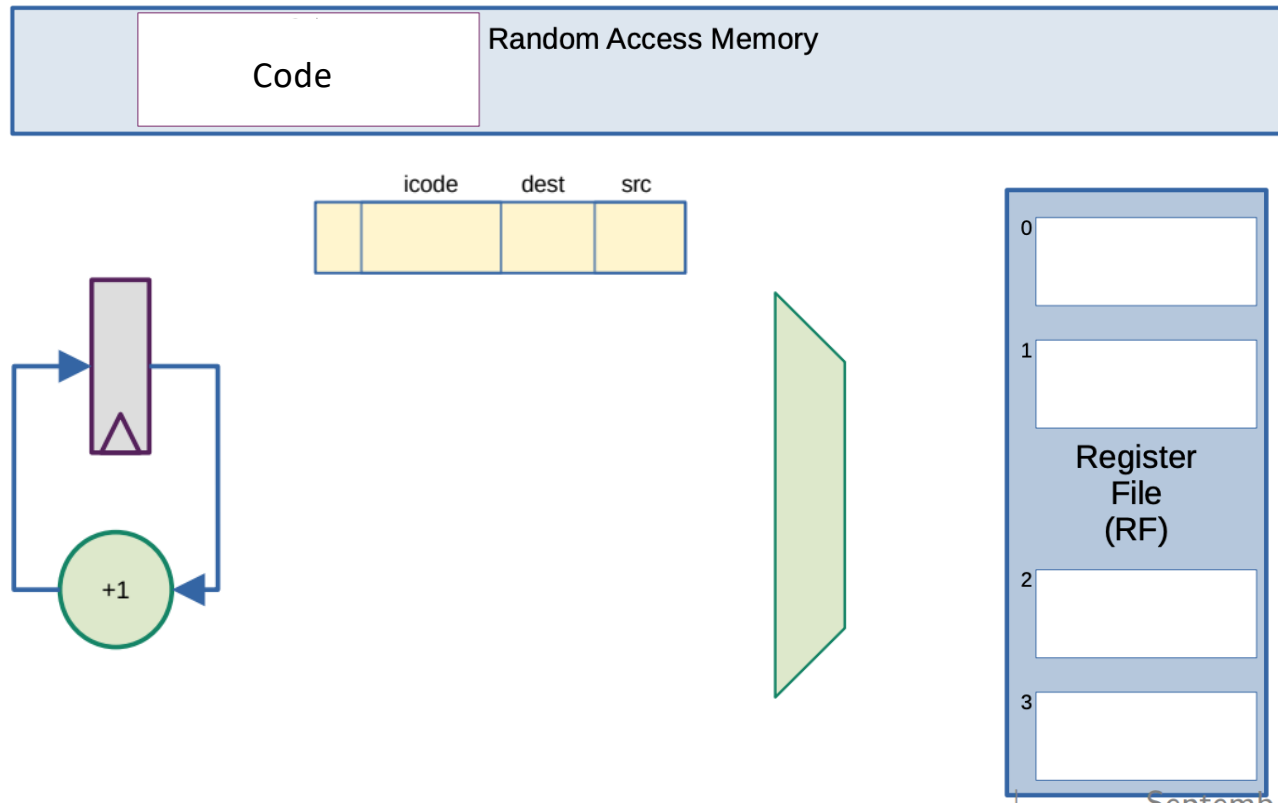 Random Access Memory
Code
icode dest src
0
1
Register
File
(RF)
+1
2
3